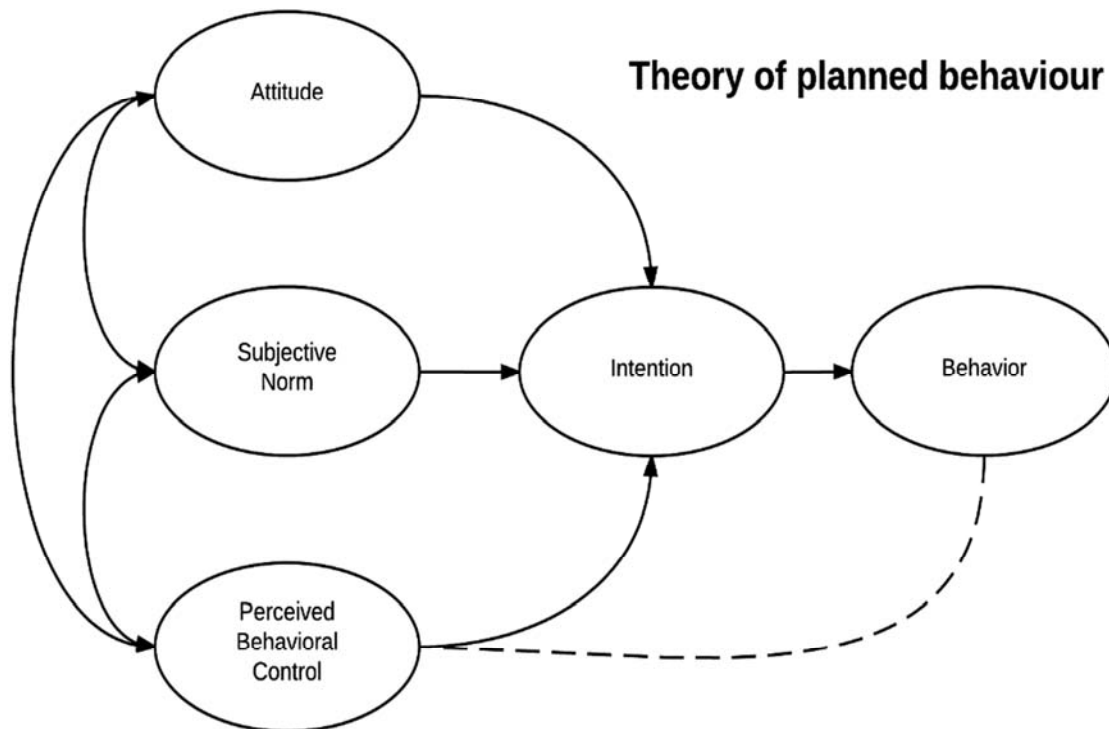 Theory of planned behaviour
Attitude
Subjective
Norm
Intention
Behavior
Perceived
Behavioral
Control